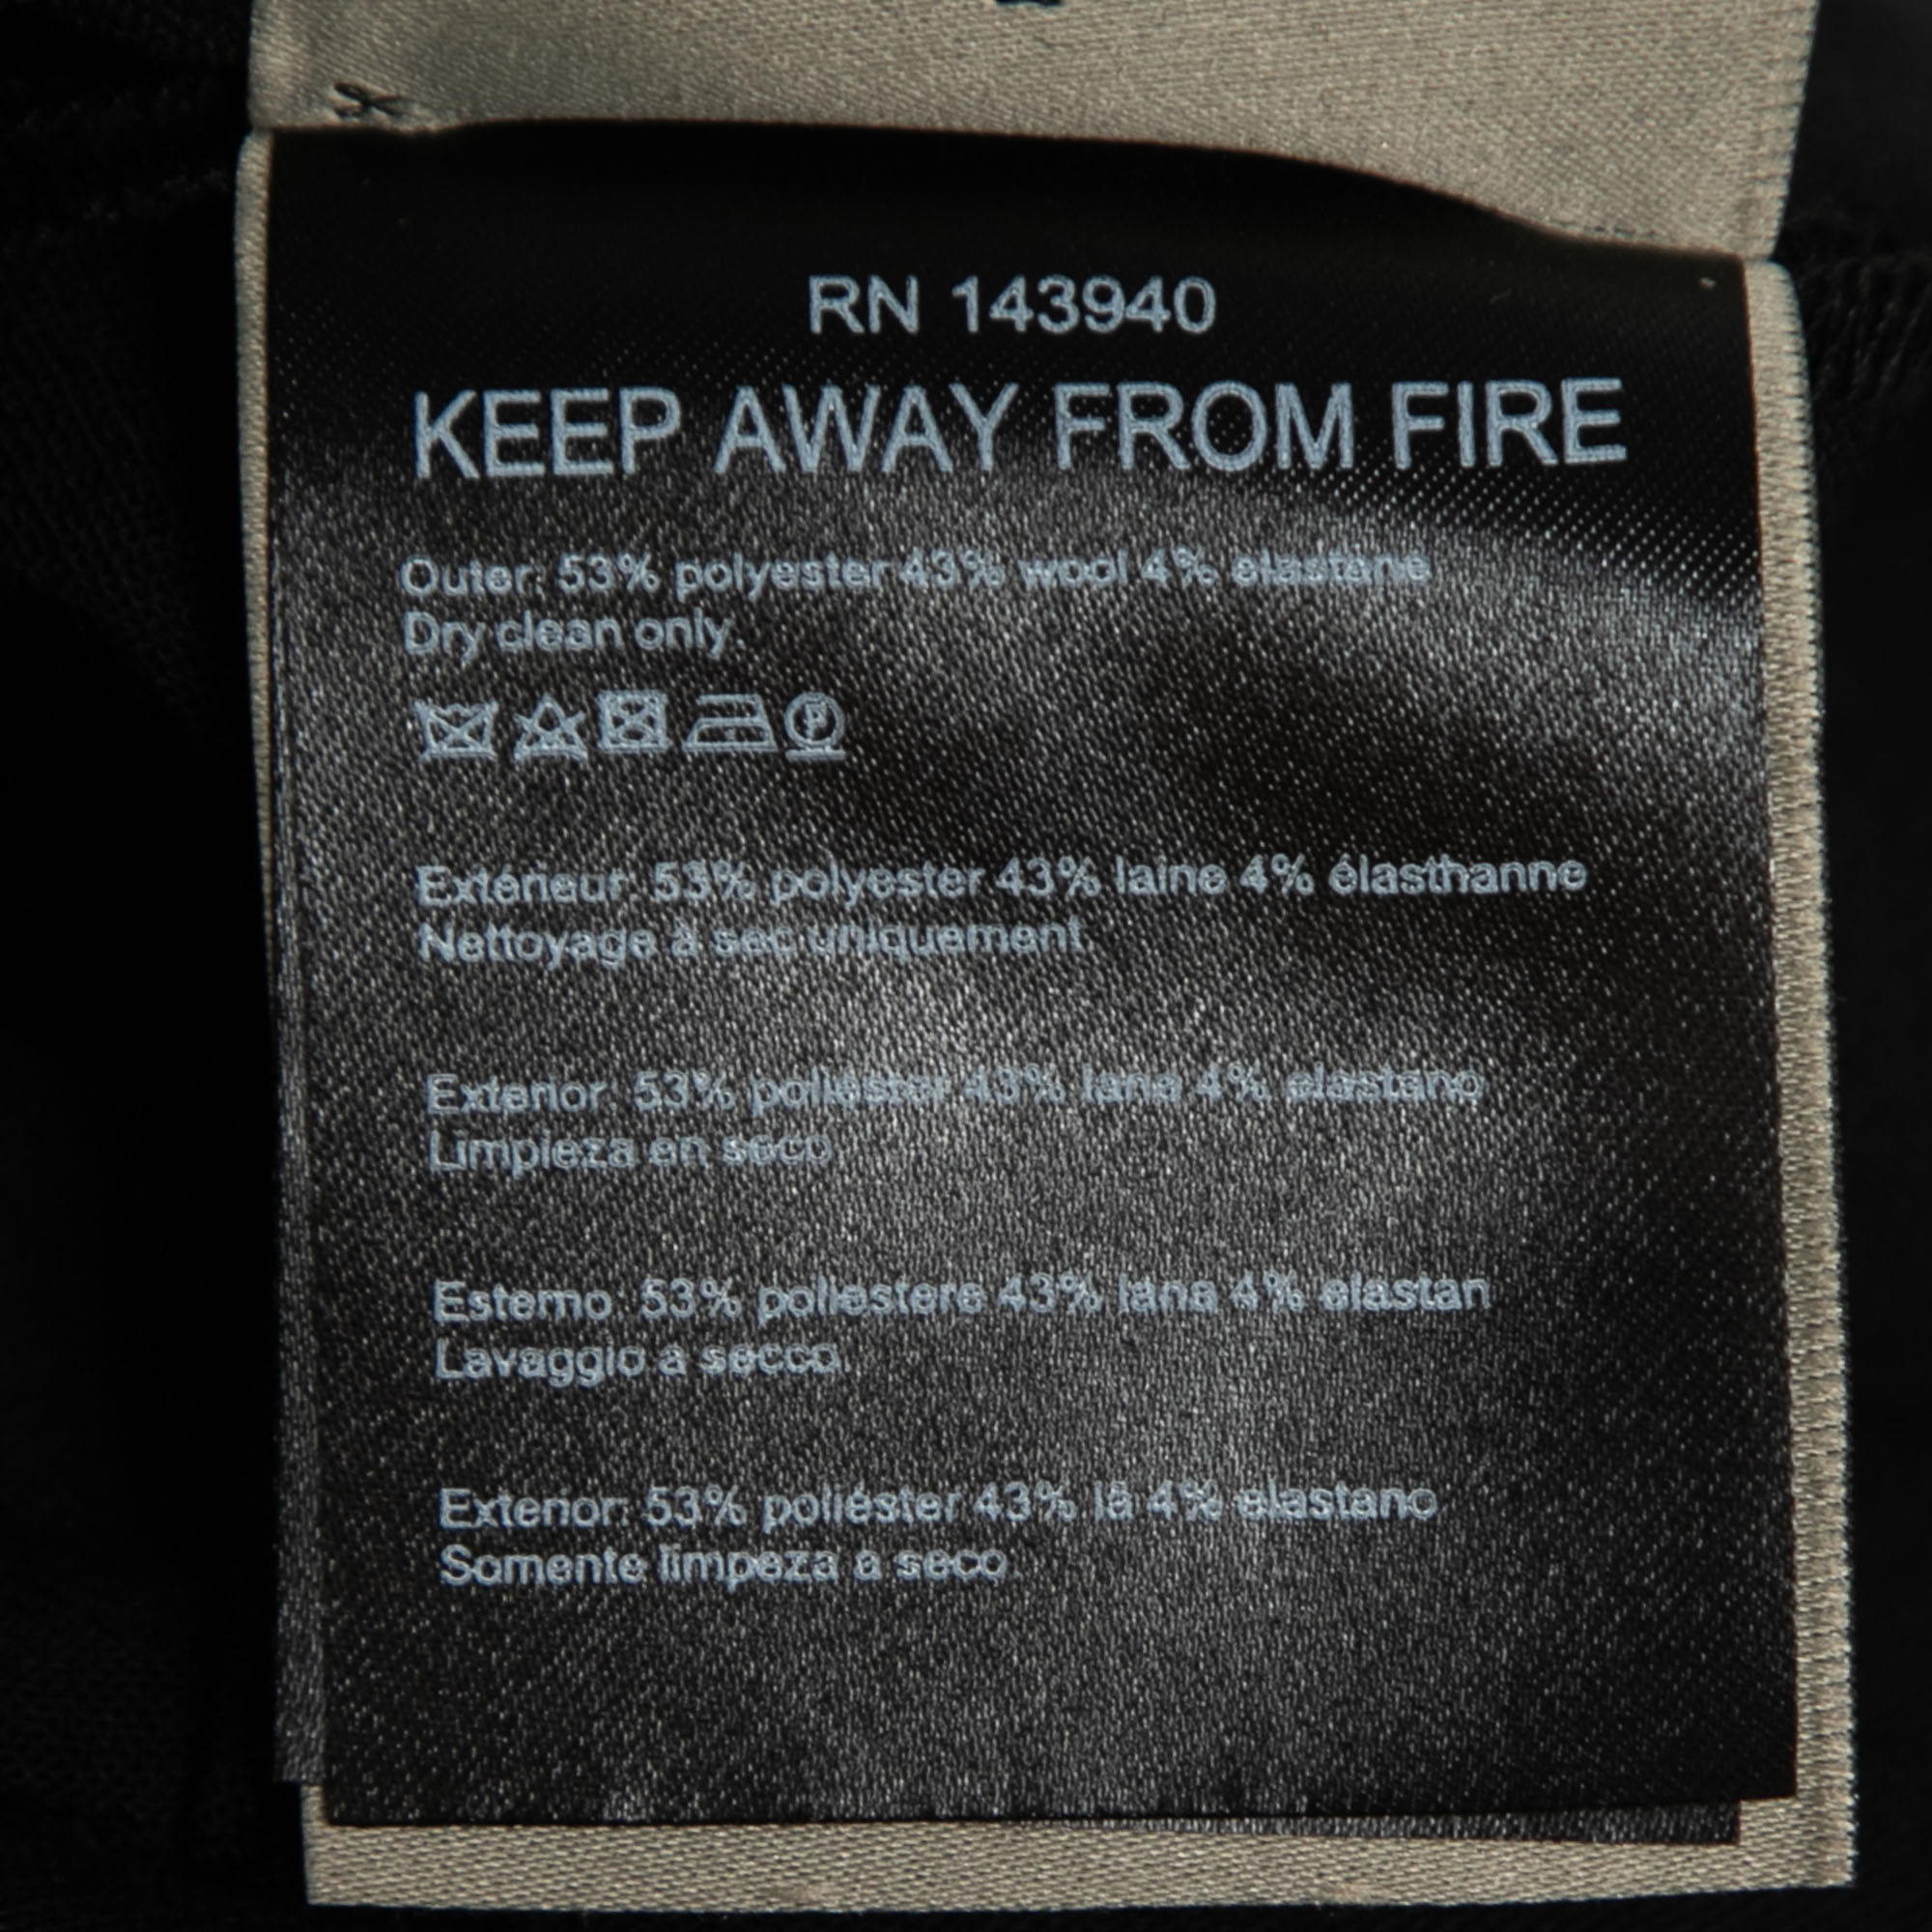 RN 143940
KEEP AWAY FROM FIRE
Outer: 53% polyester 43% wool 4% elastane
Dry clean only.
Extérieur: 53% polyester 43% laine 4% élasthanne
Nettoyage à sec uniquement.
Exterior: 53% poliéster 43% lana 4% elastano
Limpieza en seco
Esterno: 53% poliestere 43% lana 4% elastan
Lavaggio a secco.
Exterior: 53% poliéster 43% lã 4% elastano
Somente limpeza a seco